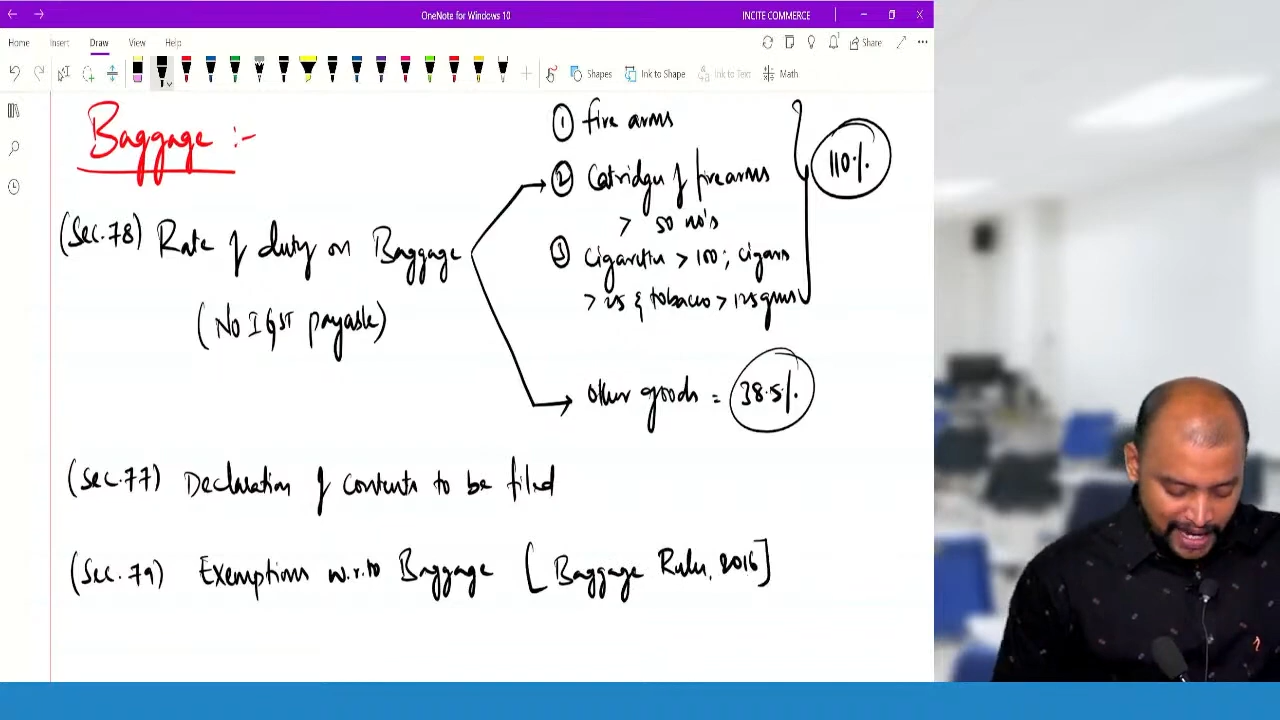 OneNote for Windows 10
INCITE COMMERCE
Home Insert Draw View Help
Share
Shapes Ink to Shape Ink to Text Math
Baggage :-
(Sec.78) Rate of duty on Baggage
(No IGST payable)
① fire arms
② Catridges of firearms
> 50 no's
③ Cigarettes > 100; cigars
> 25 & tobacco > 125 gms
110%
Other goods = 38.5%
(Sec.77) Declaration of contents to be filed
(Sec.79) Exemptions w.r.to Baggage [Baggage Rules, 2016]